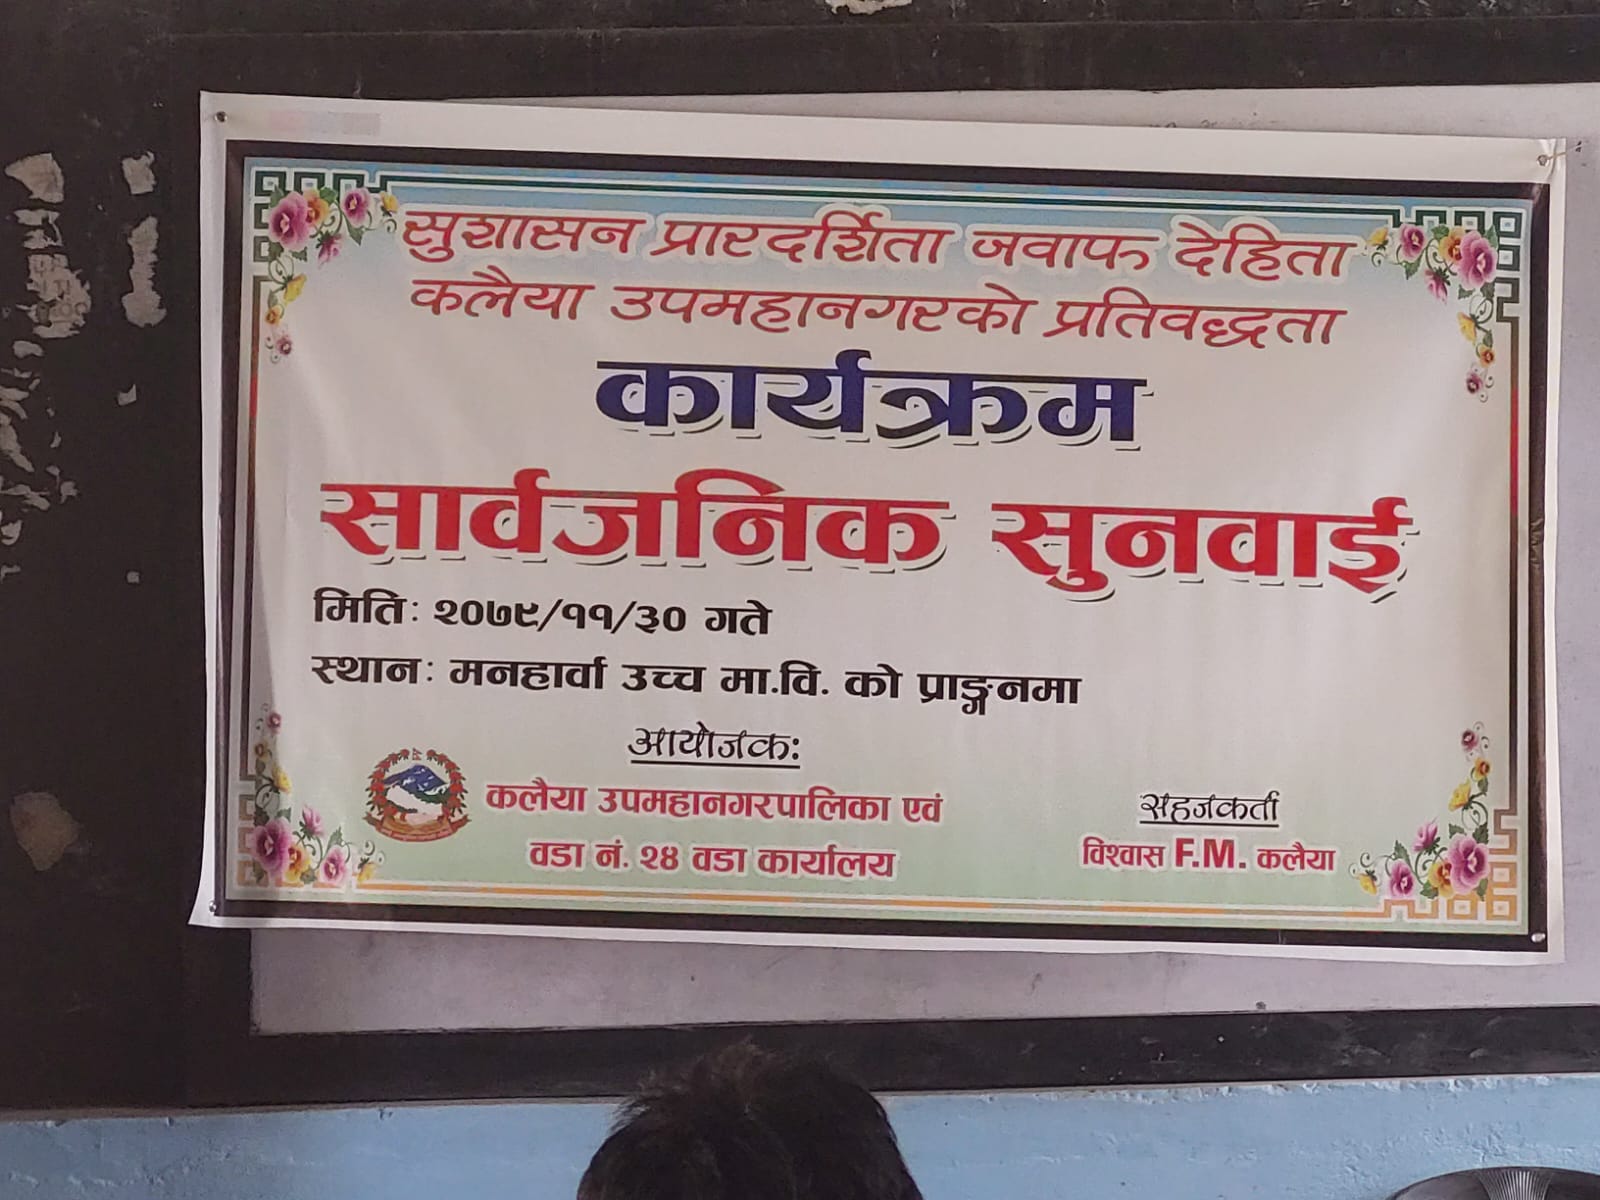 सुशासन प्रारदर्शिता जवाफ देहिता
कलैया उपमहानगरको प्रतिवद्धता
कार्यक्रम
सार्वजनिक सुनवाई
मितिः २०७९/११/३० गते
स्थानः मनहार्वा उच्च मा.वि. को प्राङ्गनमा
आयोजकः
कलैया उपमहानगरपालिका एवं
वडा नं. २४ वडा कार्यालय
सहजकर्ता
विश्वास F.M. कलैया